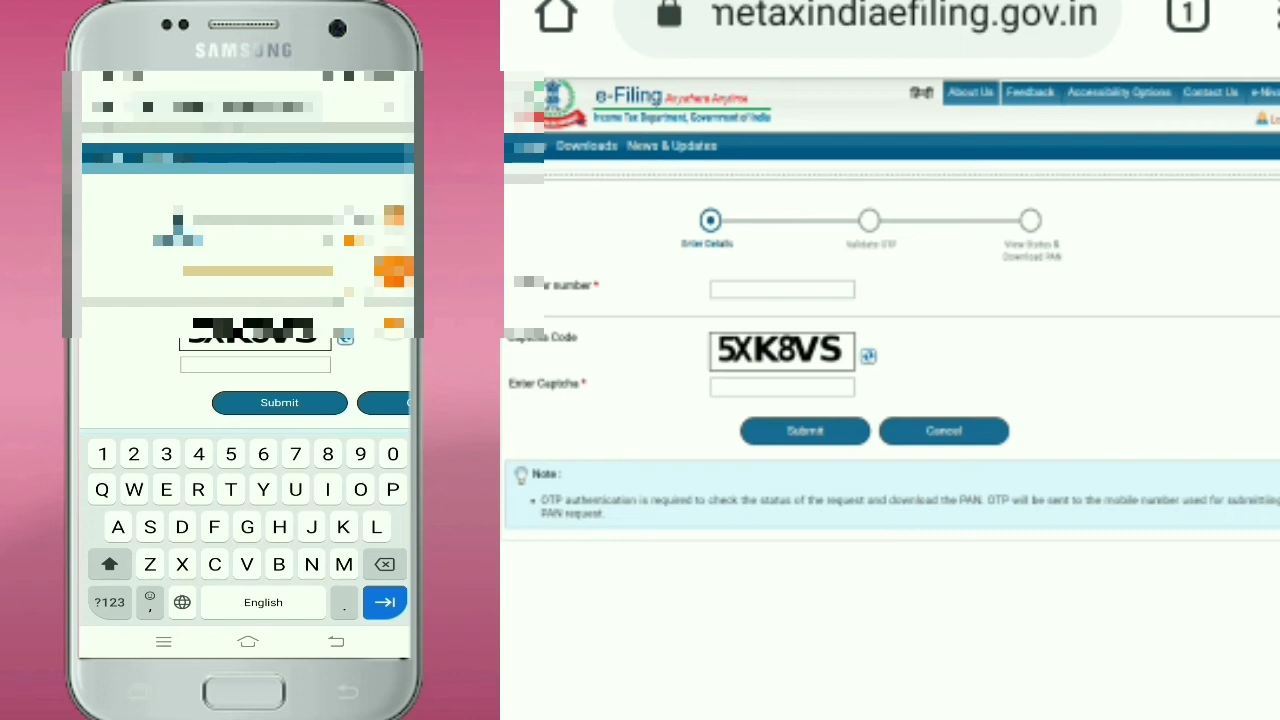 SAMSUNG
Submit
1 2 3 4 5 6 7 8 9 0
Q W E R T Y U I O P
A S D F G H J K L
Z X C V B N M
?123 , English .
metaxindiaefiling.gov.in 1
e-Filing Anywhere Anytime
Income Tax Department, Government of India
हिन्दी About Us Feedback Accessibility Options Contact Us
Downloads News & Updates
Enter Details Validate OTP View Status &
Download PAN
number *
Captcha Code 5XK8VS
Enter Captcha *
Submit Cancel
Note :
OTP authentication is required to check the status of the request and download the PAN. OTP will be sent to the mobile number used for submitting
PAN request.